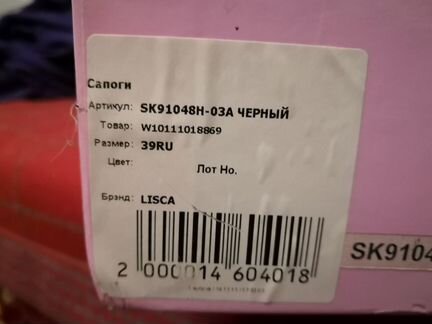 Сапоги
Артикул: SK91048H-03A ЧЕРНЫЙ
Товар: W10111018869
Размер: 39RU
Цвет:
Лот Но.
Брэнд: LISCA
2 000014 604018
SK9104